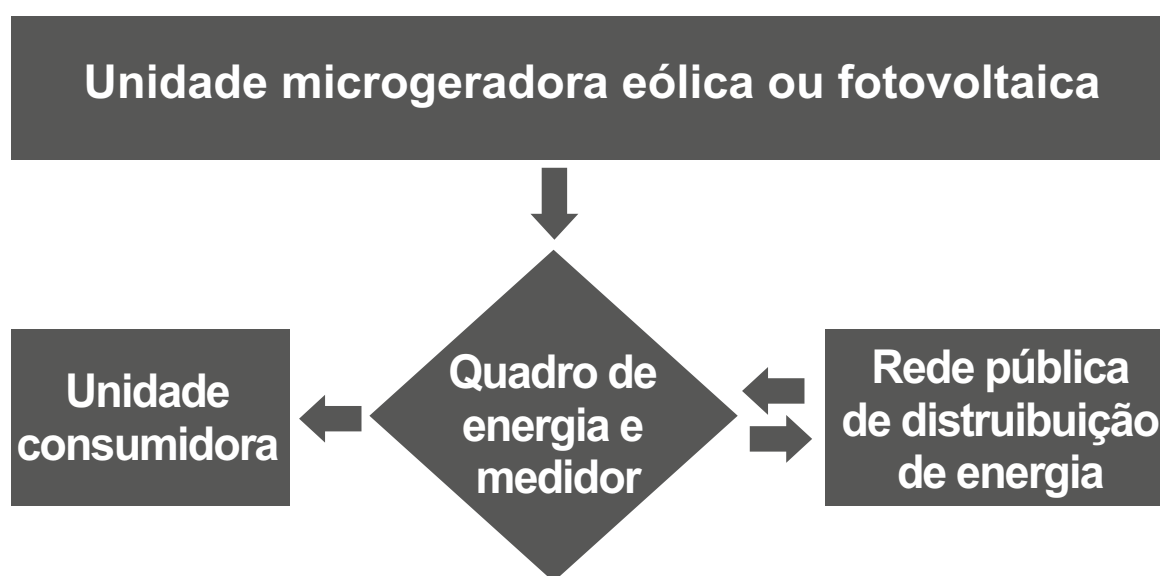 Unidade microgeradora eólica ou fotovoltaica
Unidade
consumidora
Quadro de
energia e
medidor
Rede pública
de distruibuição
de energia